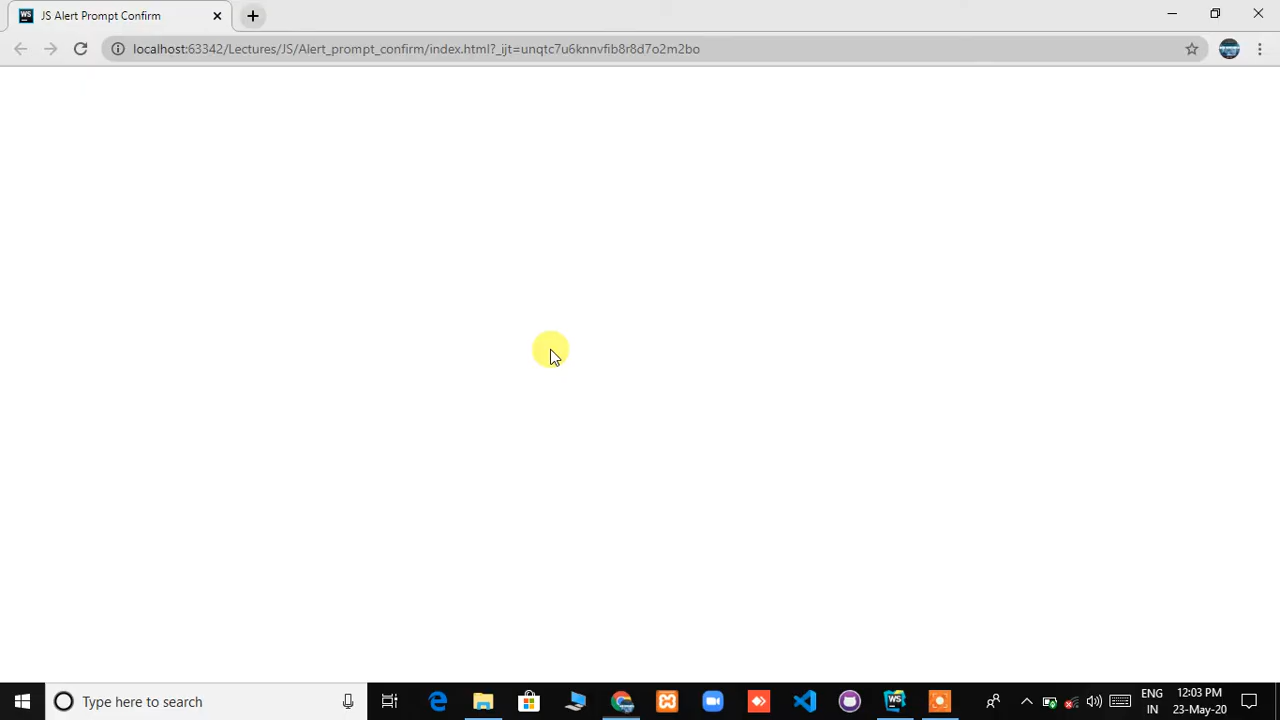 JS Alert Prompt Confirm
localhost:63342/Lectures/JS/Alert_prompt_confirm/index.html?_ijt=unqtc7u6knnvfib8r8d7o2m2bo
Type here to search
ENG
IN
12:03 PM
23-May-20